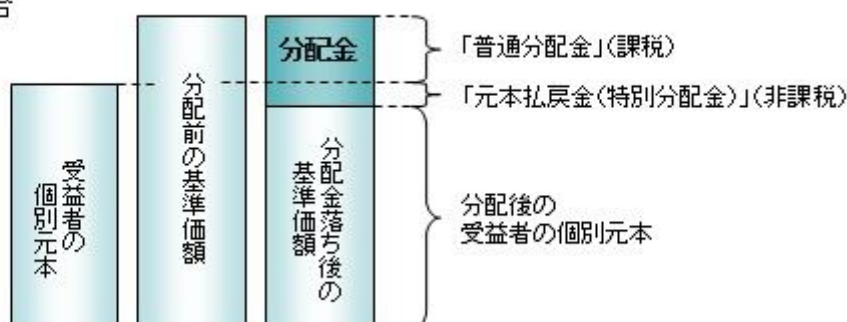 分配金
「普通分配金」(課税)
「元本払戻金(特別分配金)」(非課税)
受益者の
個別元本
分配前の基準価額
分配金落ち後の
基準価額
分配後の
受益者の個別元本